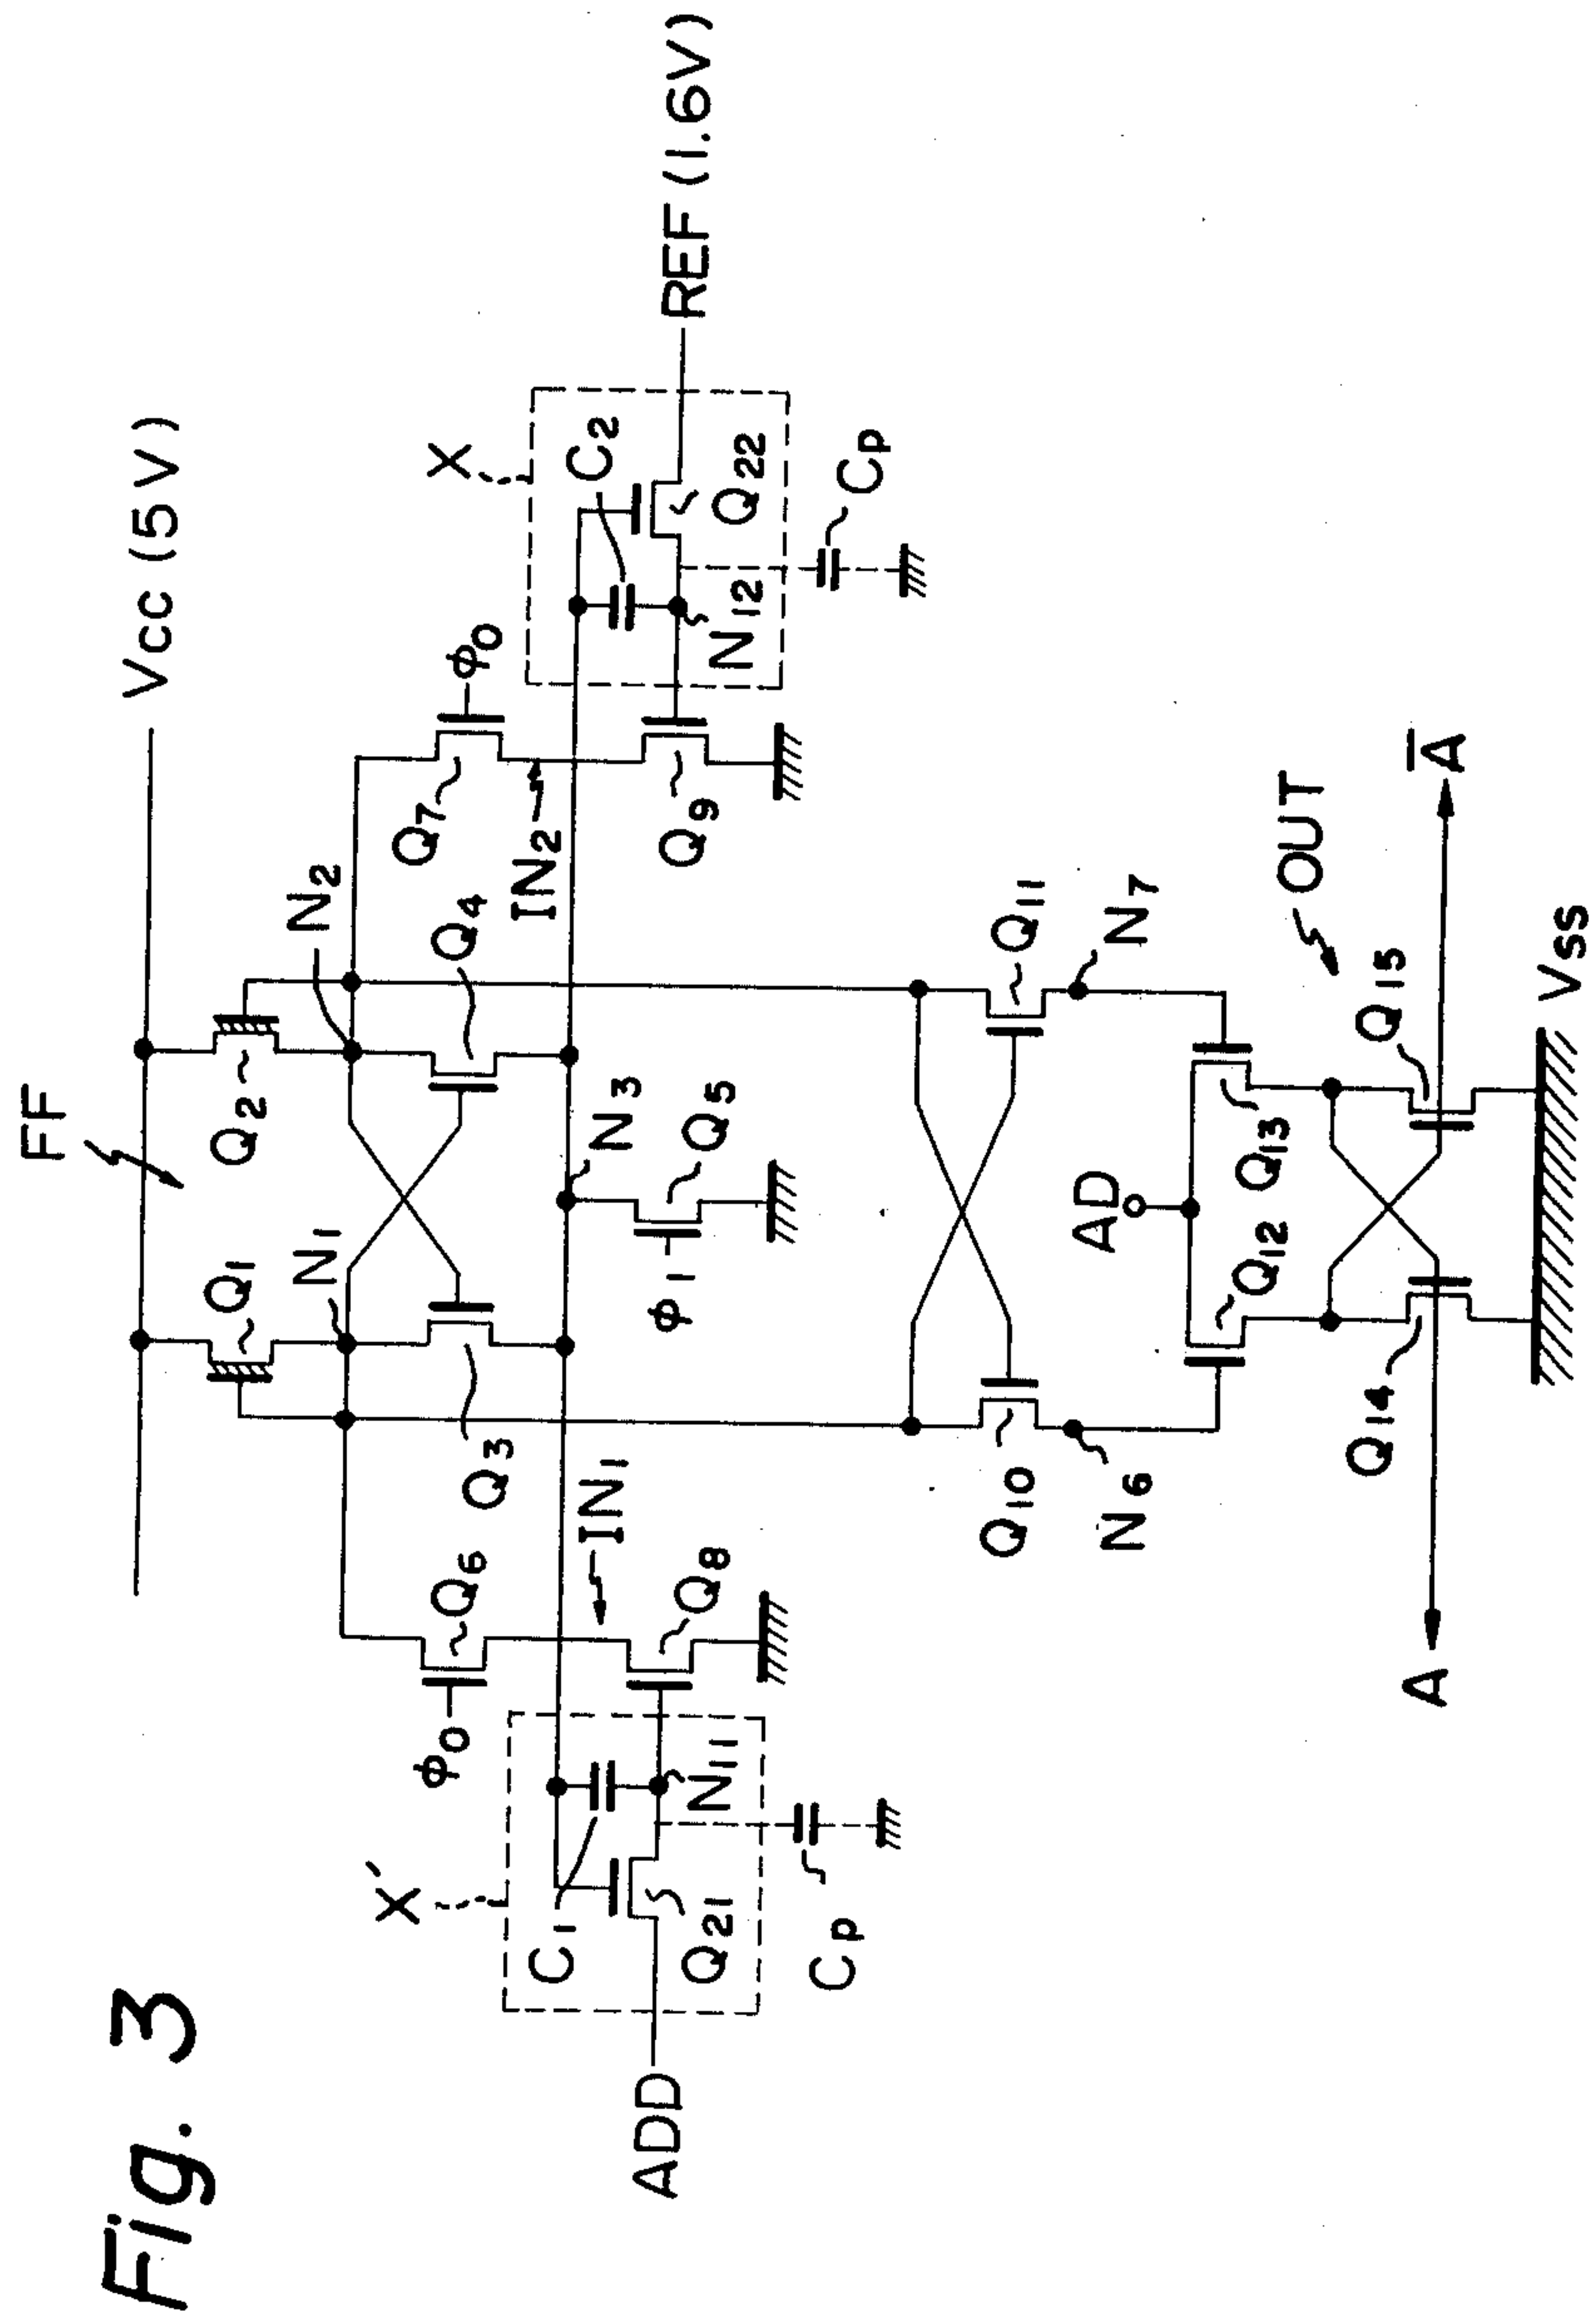 Fig. 3
FF
Vcc (5V)
Q1
Q2
N1
N2
φ0
Q6
Q3
Q4
Q7
φ0
X'
X
C1
IN1
N3
IN2
C2
ADD
Q21
N11
Q8
φ1
Q5
Q9
N12
Q22
REF (1.6V)
Cp
Cp
Q10
Q11
N6
N7
AD
Q12
Q13
OUT
Q14
Q15
A
A̅
Vss